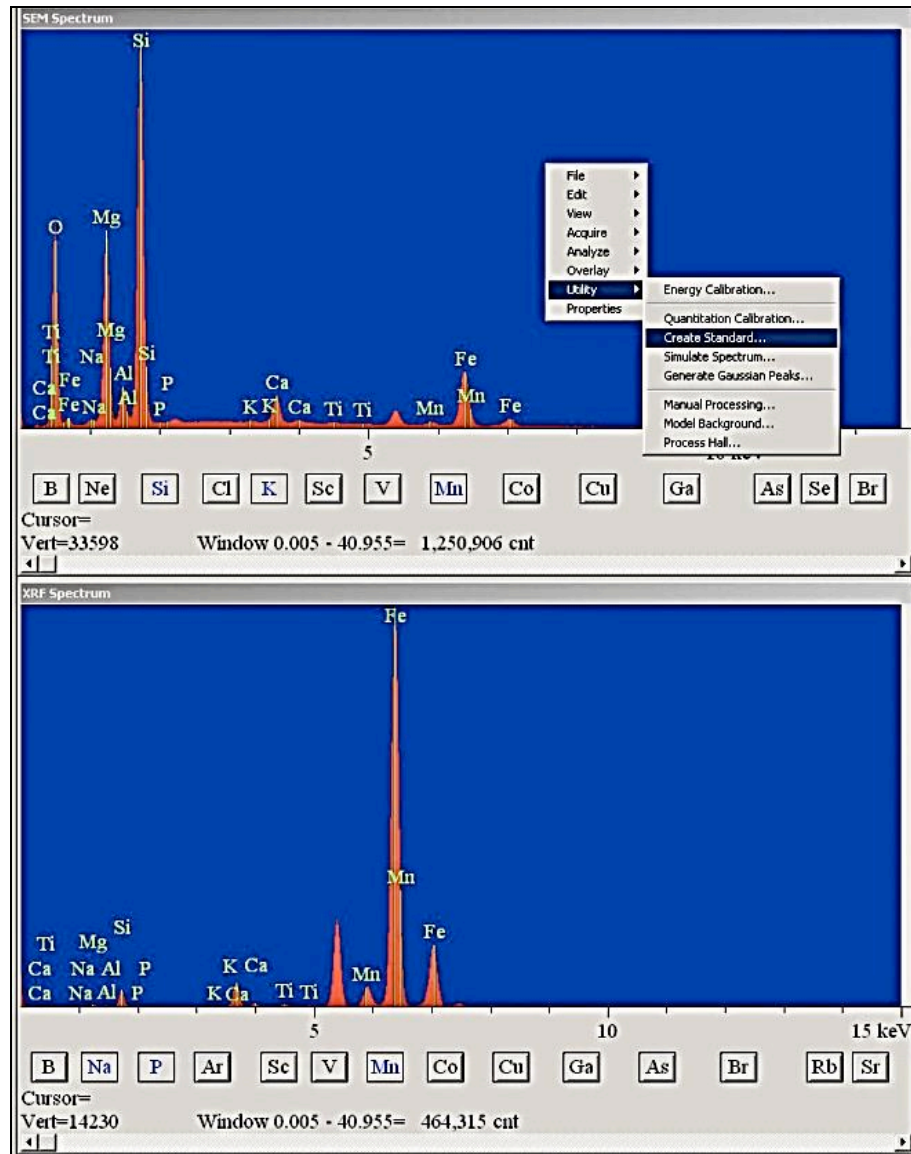 SEM Spectrum
Si
O
Mg
Ti
Mg
Ti
Na
Si
Ca
Fe
Al
P
Ca
Fe
Na
Al
P
K
K
Ca
Ca
Ti
Ti
Mn
Fe
Mn
Fe
File
Edit
View
Acquire
Analyze
Overlay
Utility
Properties
Energy Calibration...
Quantitation Calibration...
Create Standard...
Simulate Spectrum...
Generate Gaussian Peaks...
Manual Processing...
Model Background...
Process Hall...
5 10 keV
B Ne Si Cl K Sc V Mn Co Cu Ga As Se Br
Cursor=
Vert=33598 Window 0.005 - 40.955= 1,250,906 cnt
XRF Spectrum
Fe
Mn
Si
Fe
Ti Mg
Ca Na Al P K Ca Mn
Ca Na Al P K Ca Ti Ti
5 10 15 keV
B Na P Ar Sc V Mn Co Cu Ga As Br Rb Sr
Cursor=
Vert=14230 Window 0.005 - 40.955= 464,315 cnt